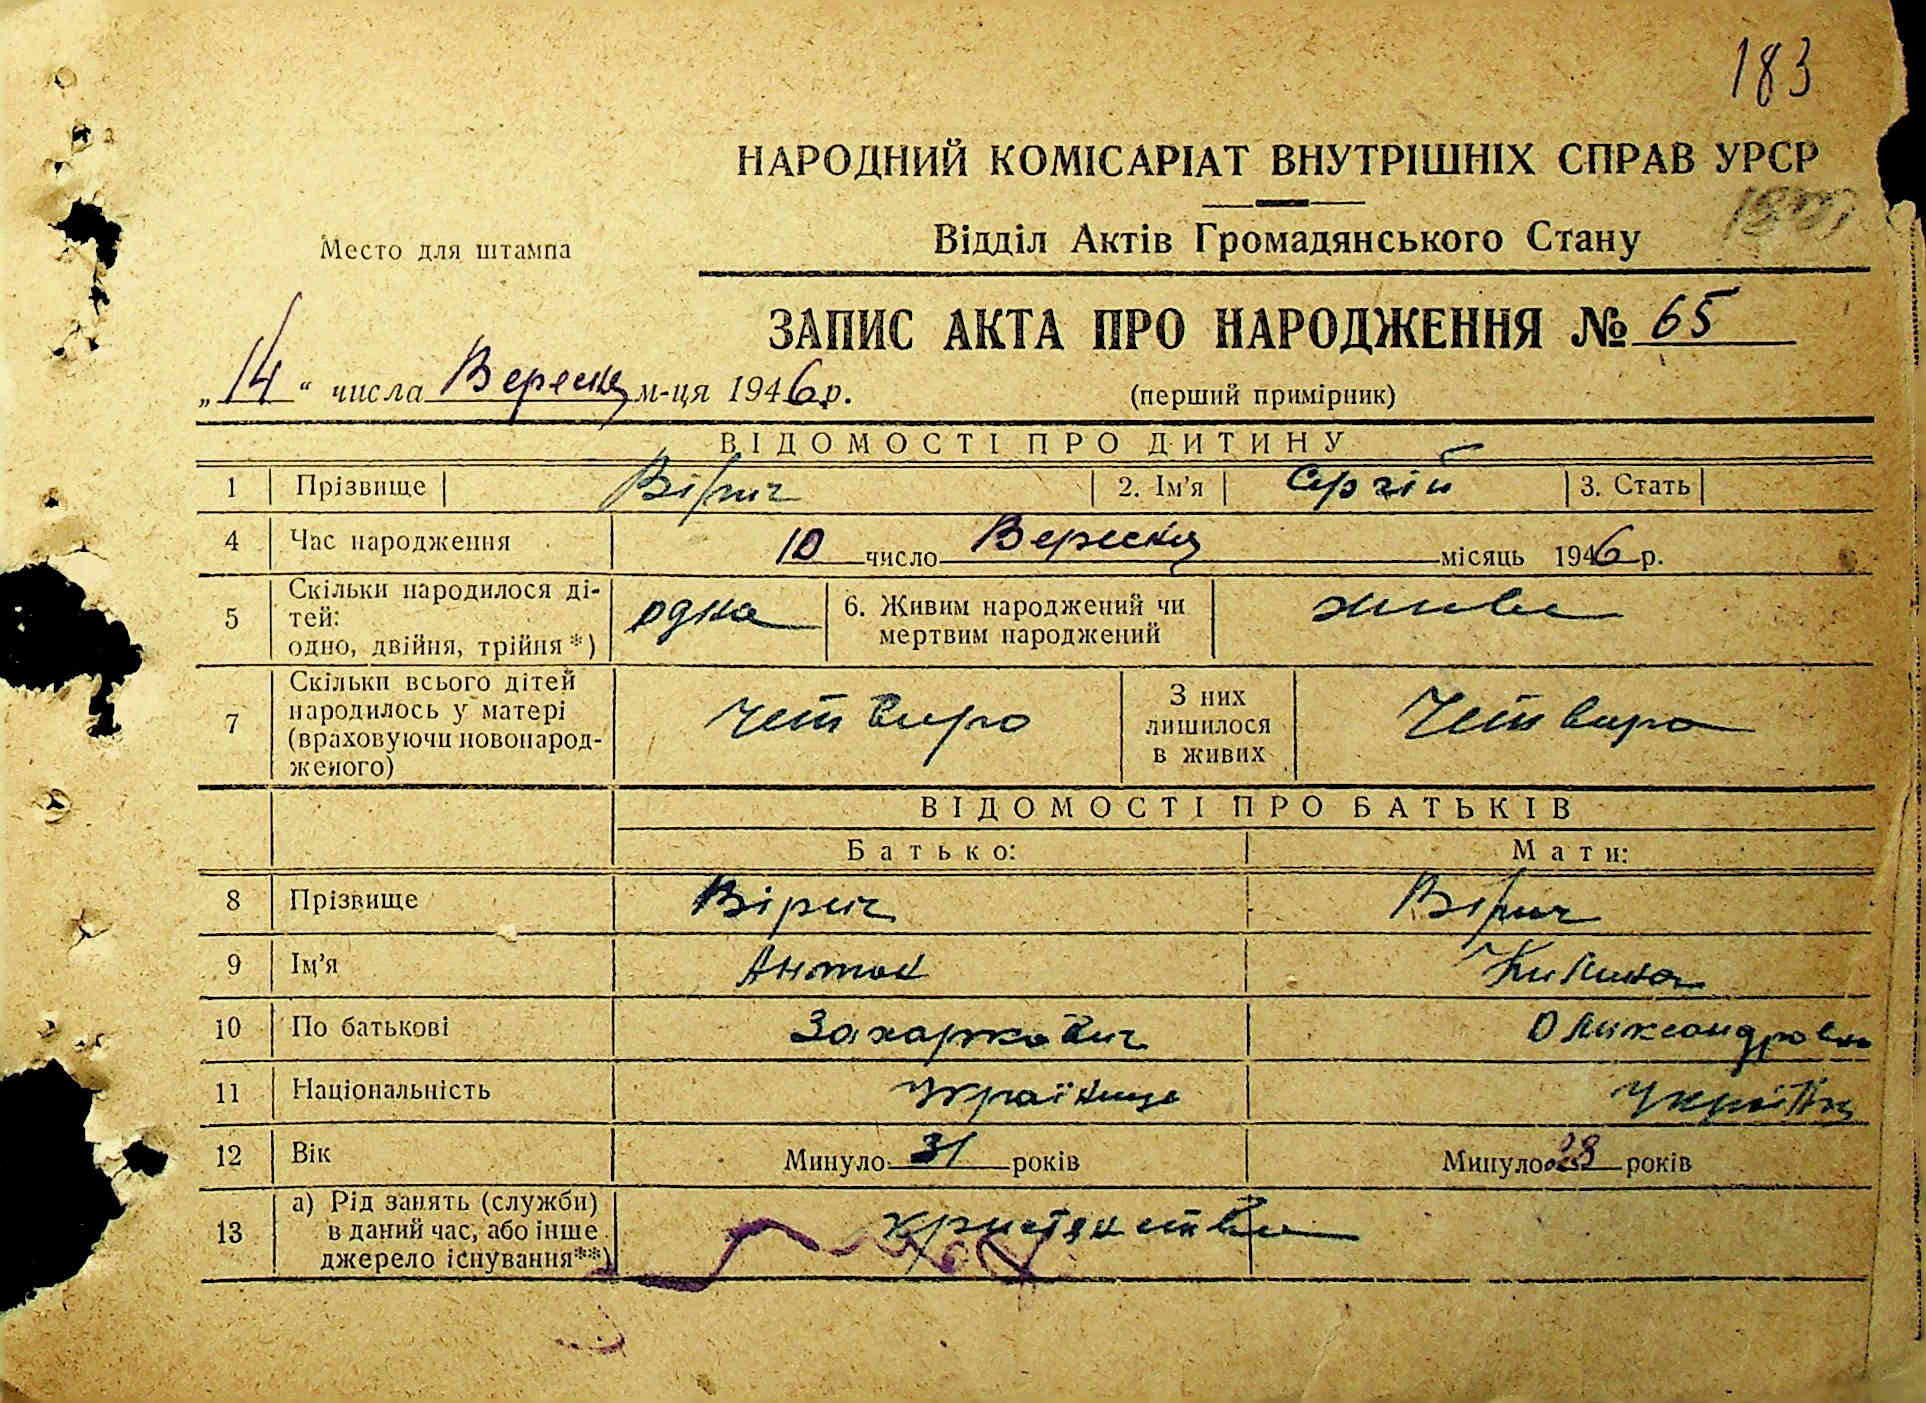 183
НАРОДНИЙ КОМІСАРІАТ ВНУТРІШНІХ СПРАВ УРСР
Место для штампа
Відділ Актів Громадянського Стану
ЗАПИС АКТА ПРО НАРОДЖЕННЯ № 65
„14“ числа Вересня м-ця 1946 р. (перший примірник)
ВІДОМОСТІ ПРО ДИТИНУ
1 Прізвище Вірич 2. Ім'я Сергій 3. Стать
4 Час народження 10 число Вересня місяць 1946 р.
5 Скільки народилося ді-
тей:
одно, двійня, трійня *) одна 6. Живим народжений чи
мертвим народжений живе
7 Скільки всього дітей
народилось у матері
(враховуючи новонарод-
женого) четверо З них
лишилося
в живих Четверо
ВІДОМОСТІ ПРО БАТЬКІВ
Батько: Мати:
8 Прізвище Вірич Вірич
9 Ім'я Антон
10 По батькові Захаркович Олександровна
11 Національність
12 Вік Минуло 31 років Минуло 28 років
13 а) Рід занять (служби)
в даний час, або інше
джерело існування**)